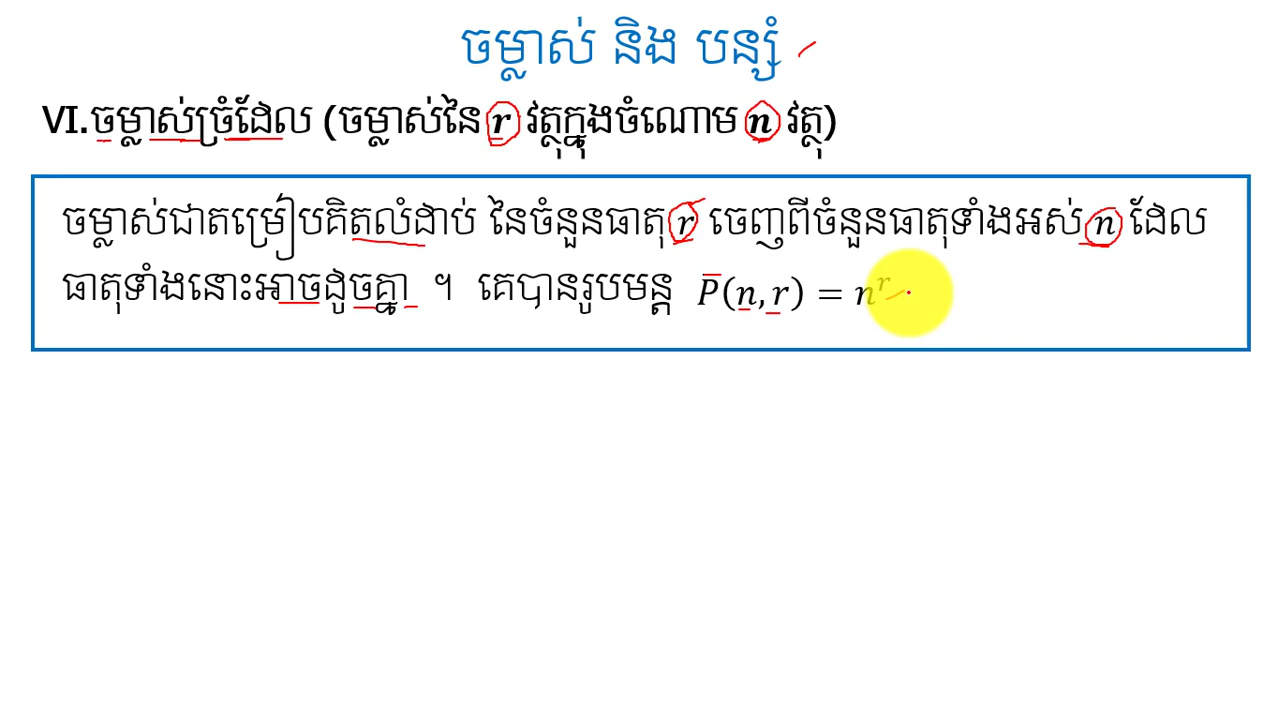 ចម្លាស់ និង បន្សំ
VI.ចម្លាស់ច្រំដែល (ចម្លាស់នៃ r វត្ថុក្នុងចំណោម n វត្ថុ)
ចម្លាស់ជាតម្រៀបគិតលំដាប់ នៃចំនួនធាតុ r ចេញពីចំនួនធាតុទាំងអស់ n ដែល
ធាតុទាំងនោះអាចដូចគ្នា ។ គេបានរូបមន្ត P̅(n, r) = nʳ